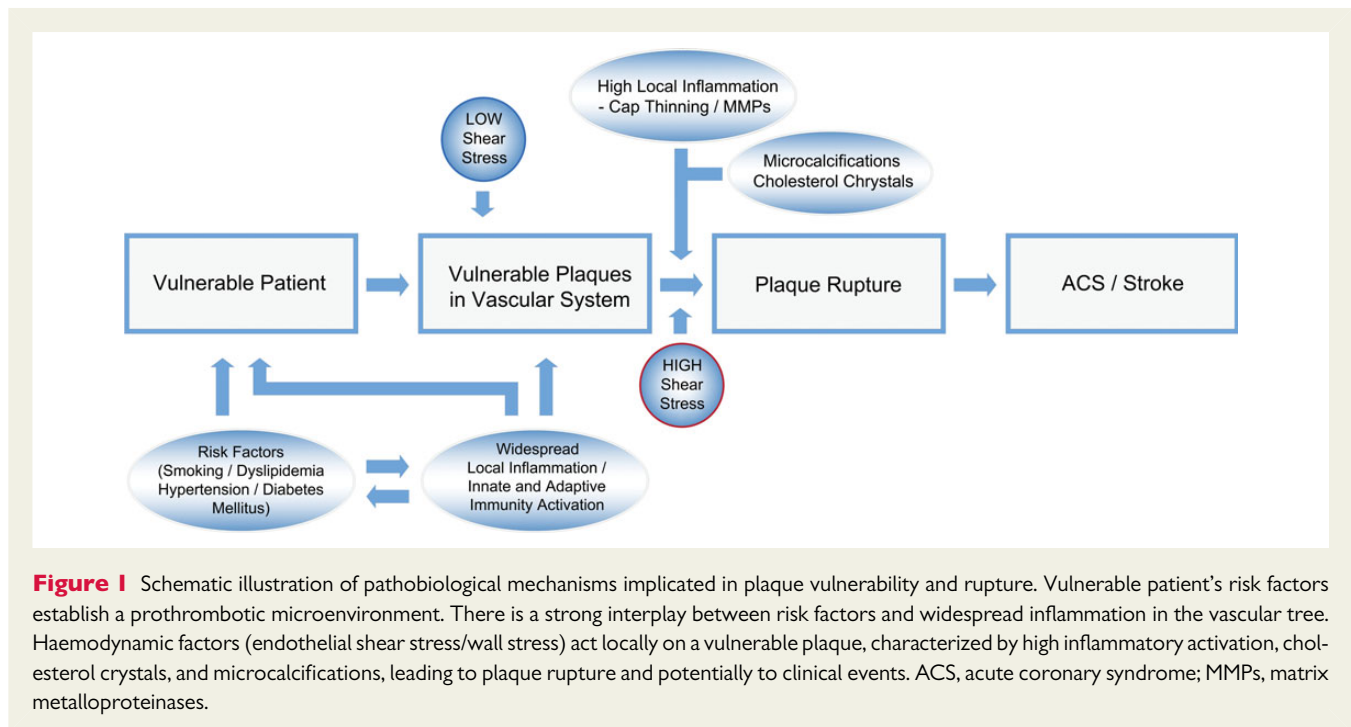 High Local Inflammation
- Cap Thinning / MMPs
LOW
Shear
Stress
Microcalcifications
Cholesterol Chrystals
Vulnerable Patient
Vulnerable Plaques
in Vascular System
Plaque Rupture
ACS / Stroke
HIGH
Shear
Stress
Risk Factors
(Smoking / Dyslipidemia
Hypertension / Diabetes
Mellitus)
Widespread
Local Inflammation /
Innate and Adaptive
Immunity Activation
Figure 1 Schematic illustration of pathobiological mechanisms implicated in plaque vulnerability and rupture. Vulnerable patient's risk factors
establish a prothrombotic microenvironment. There is a strong interplay between risk factors and widespread inflammation in the vascular tree.
Haemodynamic factors (endothelial shear stress/wall stress) act locally on a vulnerable plaque, characterized by high inflammatory activation, chol-
esterol crystals, and microcalcifications, leading to plaque rupture and potentially to clinical events. ACS, acute coronary syndrome; MMPs, matrix
metalloproteinases.